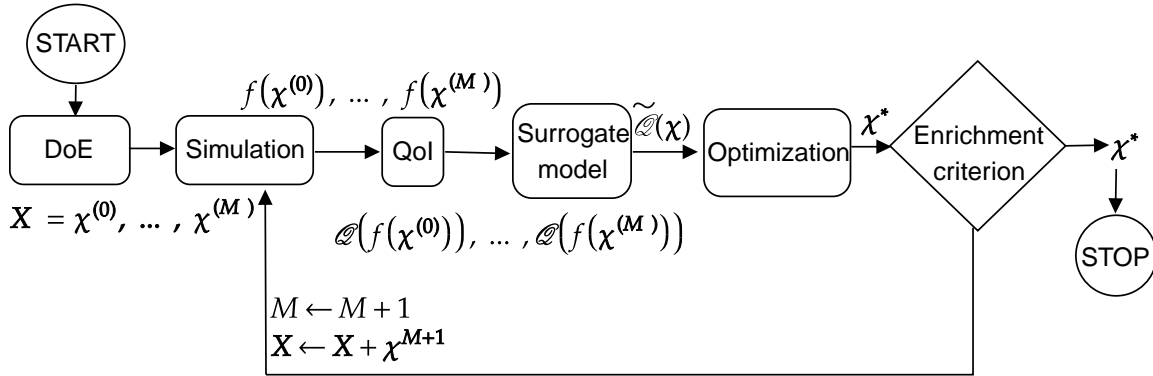 START
DoE
X = χ^(0), ... , χ^(M)
Simulation
f(χ^(0)), ... , f(χ^(M))
QoI
𝒬(f(χ^(0))), ... , 𝒬(f(χ^(M)))
Surrogate
model
𝒬̃(χ)
Optimization
χ*
Enrichment
criterion
χ*
STOP
M ← M + 1
X ← X + χ^M+1